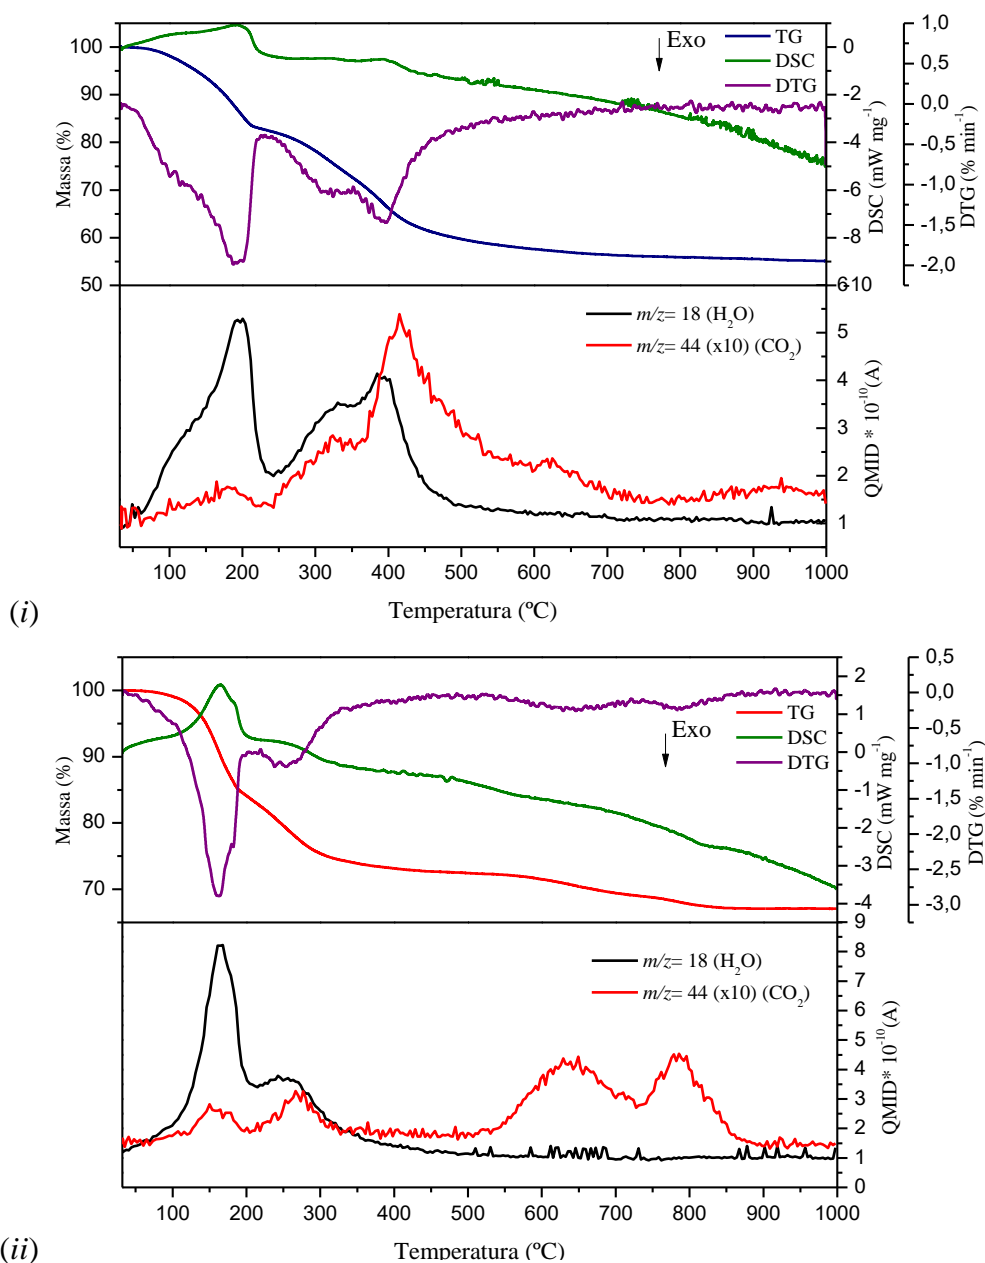 Exo
TG
DSC
DTG
100
90
80
70
60
50
Massa (%)
0
-2
-4
-6
-8
-10
DSC (mW mg⁻¹)
1,0
0,5
0,0
-0,5
-1,0
-1,5
-2,0
DTG (% min⁻¹)
m/z= 18 (H₂O)
m/z= 44 (x10) (CO₂)
6
5
4
3
2
1
QMID * 10⁻¹⁰(A)
100 200 300 400 500 600 700 800 900 1000
Temperatura (ºC)
(i)
Exo
TG
DSC
DTG
100
90
80
70
Massa (%)
2
1
0
-1
-2
-3
-4
DSC (mW mg⁻¹)
0,5
0,0
-0,5
-1,0
-1,5
-2,0
-2,5
-3,0
DTG (% min⁻¹)
m/z= 18 (H₂O)
m/z= 44 (x10) (CO₂)
9
8
7
6
5
4
3
2
1
0
QMID* 10⁻¹⁰(A)
100 200 300 400 500 600 700 800 900 1000
Temperatura (ºC)
(ii)